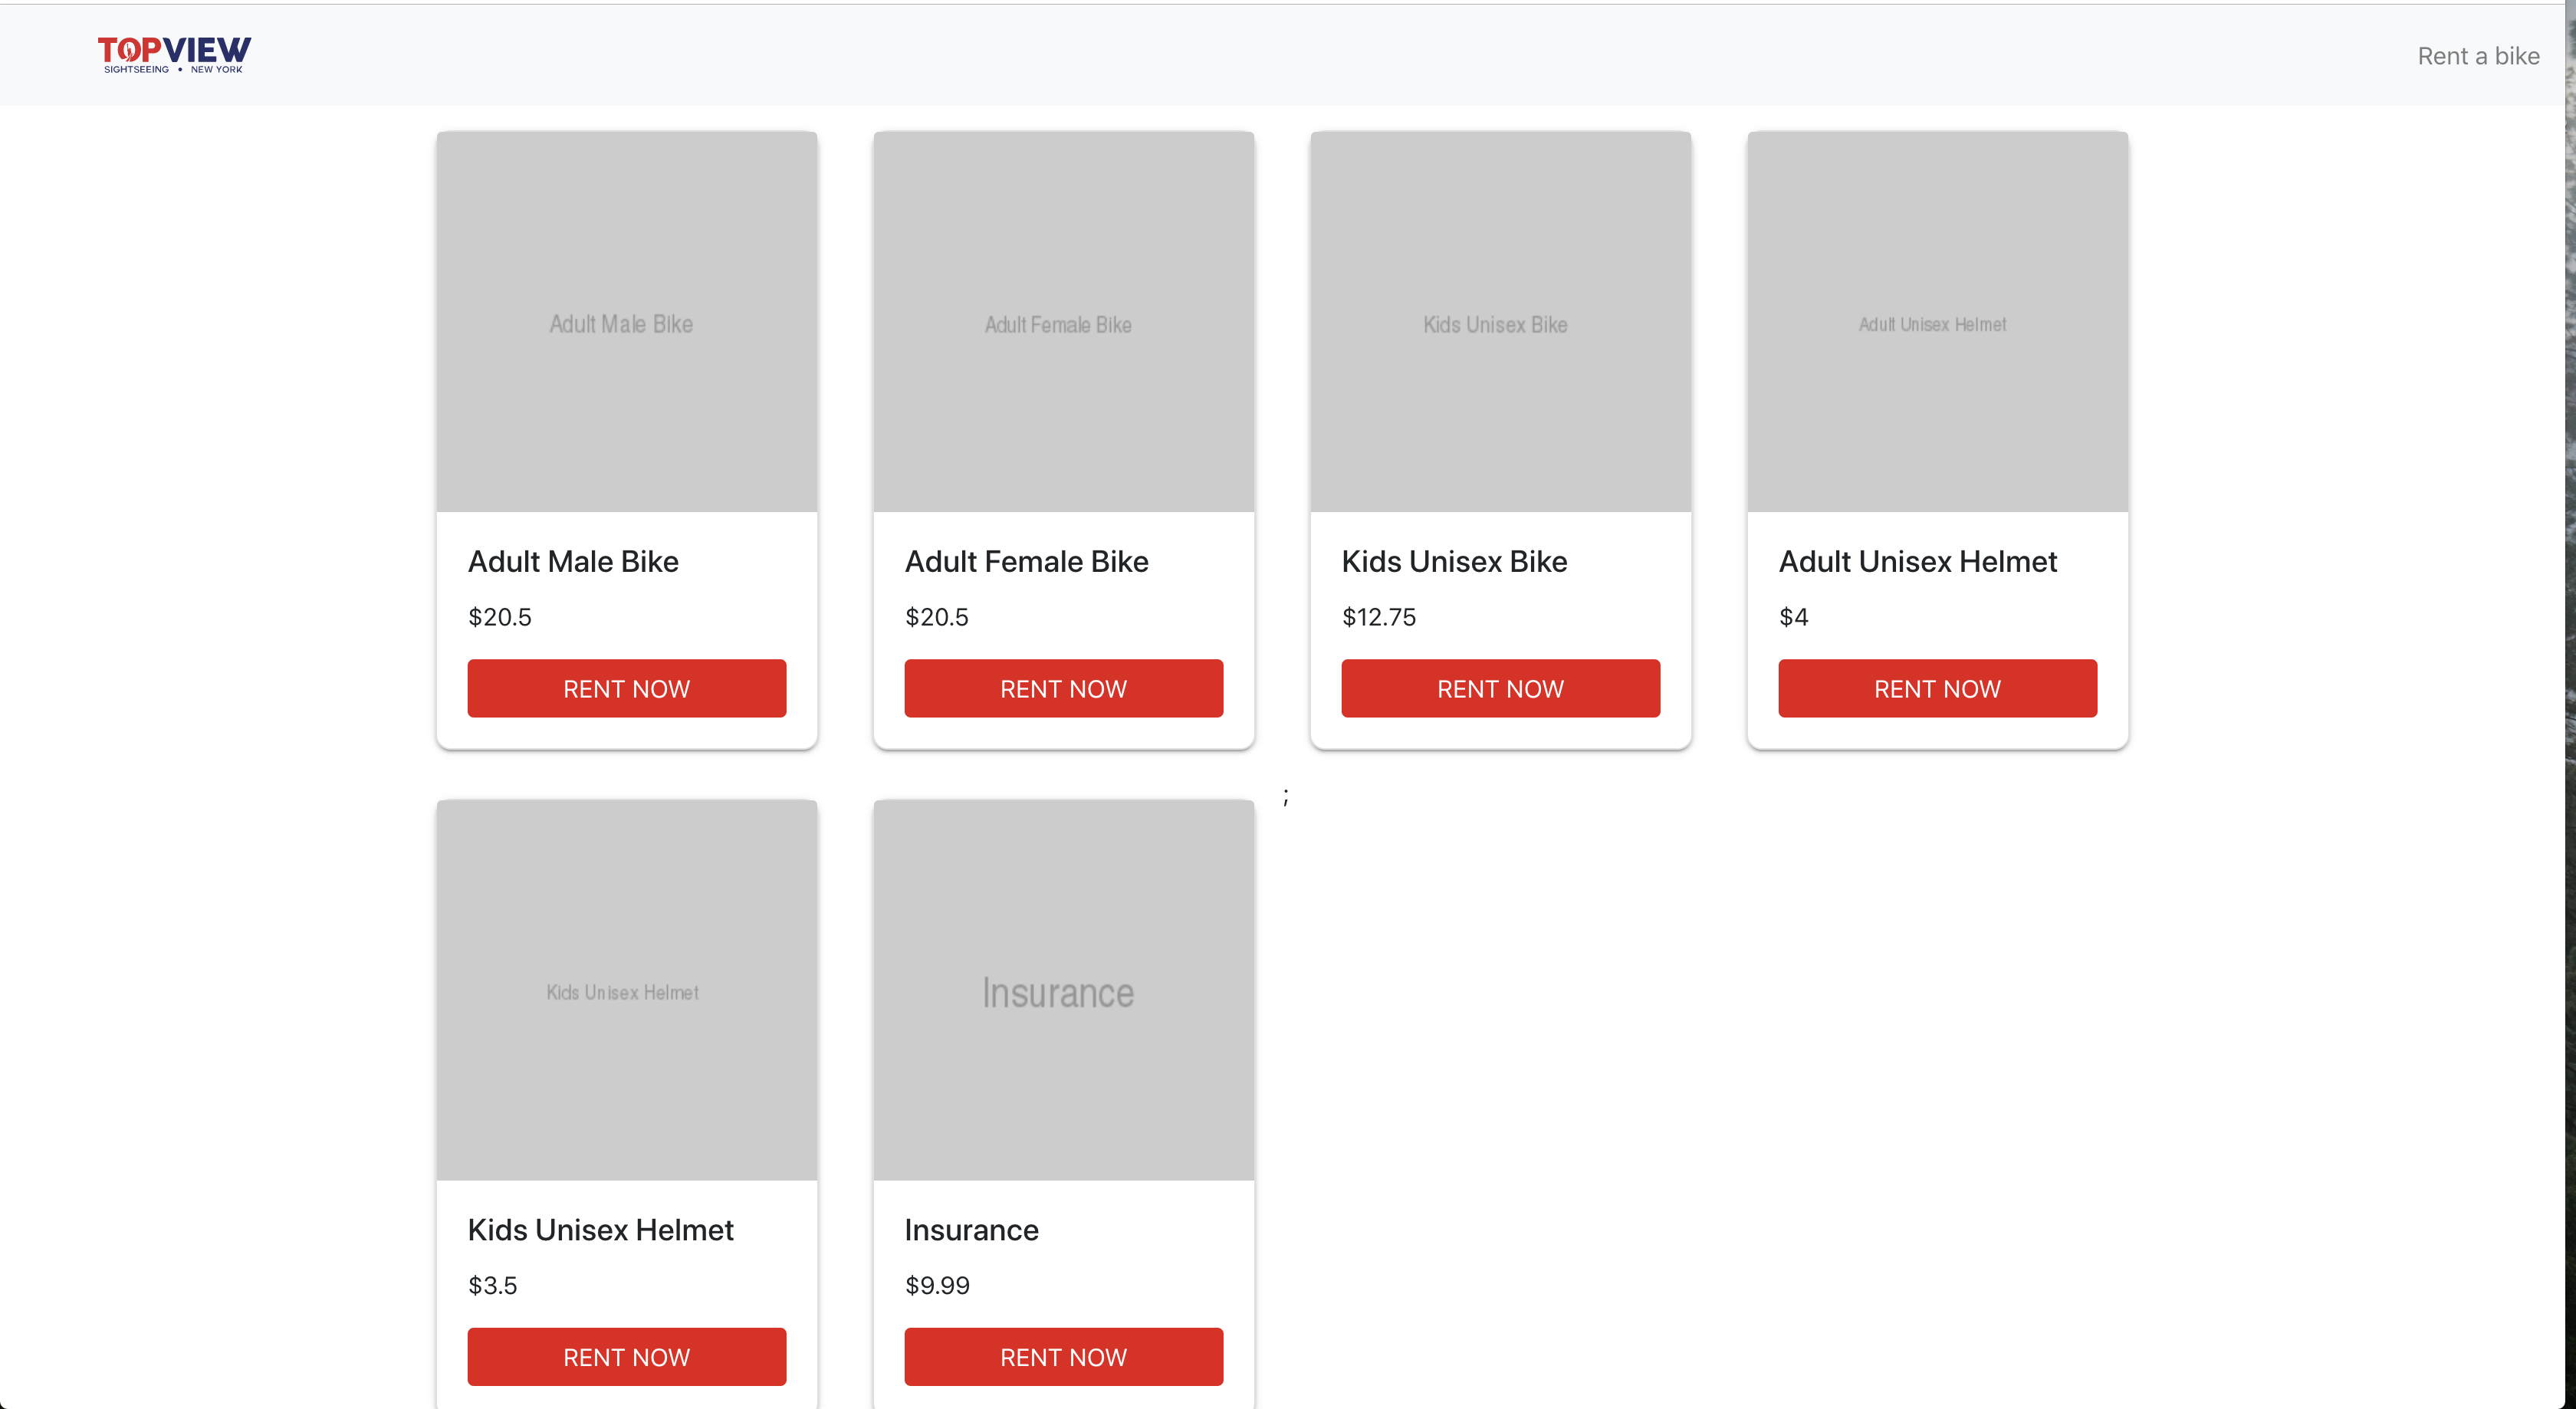 TOPVIEW
SIGHTSEEING • NEW YORK
Rent a bike
Adult Male Bike
Adult Female Bike
Kids Unisex Bike
Adult Unisex Helmet
Adult Male Bike
$20.5
RENT NOW
Adult Female Bike
$20.5
RENT NOW
Kids Unisex Bike
$12.75
RENT NOW
Adult Unisex Helmet
$4
RENT NOW
;
Kids Unisex Helmet
Insurance
Kids Unisex Helmet
$3.5
RENT NOW
Insurance
$9.99
RENT NOW